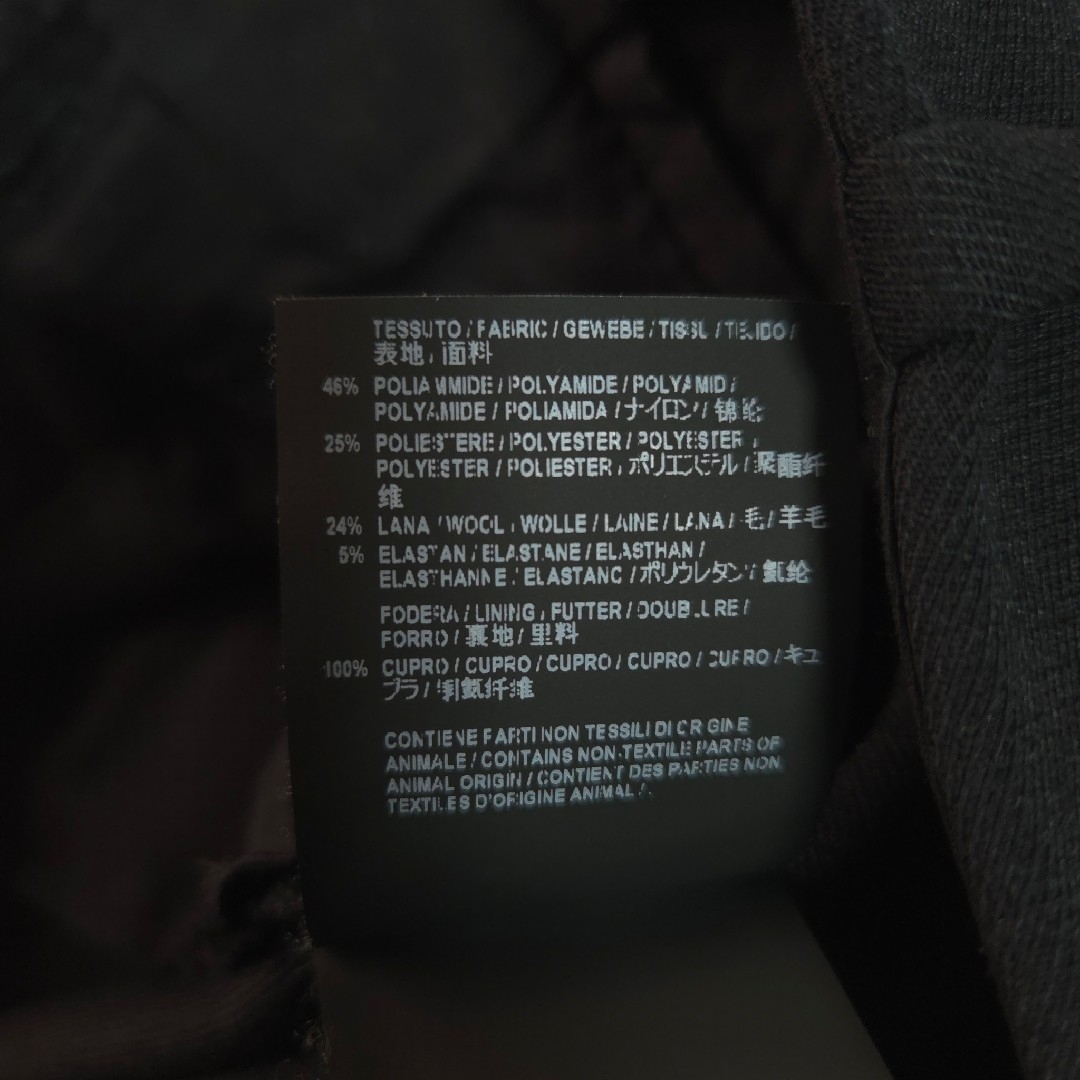 TESSUTO / FABRIC / GEWEBE / TISSU / TEJIDO /
表地 / 面料
46% POLIAMMIDE / POLYAMIDE / POLYAMID /
POLYAMIDE / POLIAMIDA / ナイロン / 锦纶
25% POLIESTERE / POLYESTER / POLYESTER /
POLYESTER / POLIESTER / ポリエステル / 聚酯纤
维
24% LANA / WOOL / WOLLE / LAINE / LANA / 毛 / 羊毛
5% ELASTAN / ELASTANE / ELASTHAN /
ELASTHANNE / ELASTANO / ポリウレタン / 氨纶
FODERA / LINING / FUTTER / DOUBLURE /
FORRO / 裏地 / 里料
100% CUPRO / CUPRO / CUPRO / CUPRO / CUPRO / キュ
プラ / 铜氨纤维
CONTIENE PARTI NON TESSILI DI ORIGINE
ANIMALE / CONTAINS NON-TEXTILE PARTS OF
ANIMAL ORIGIN / CONTIENT DES PARTIES NON
TEXTILES D'ORIGINE ANIMALE /